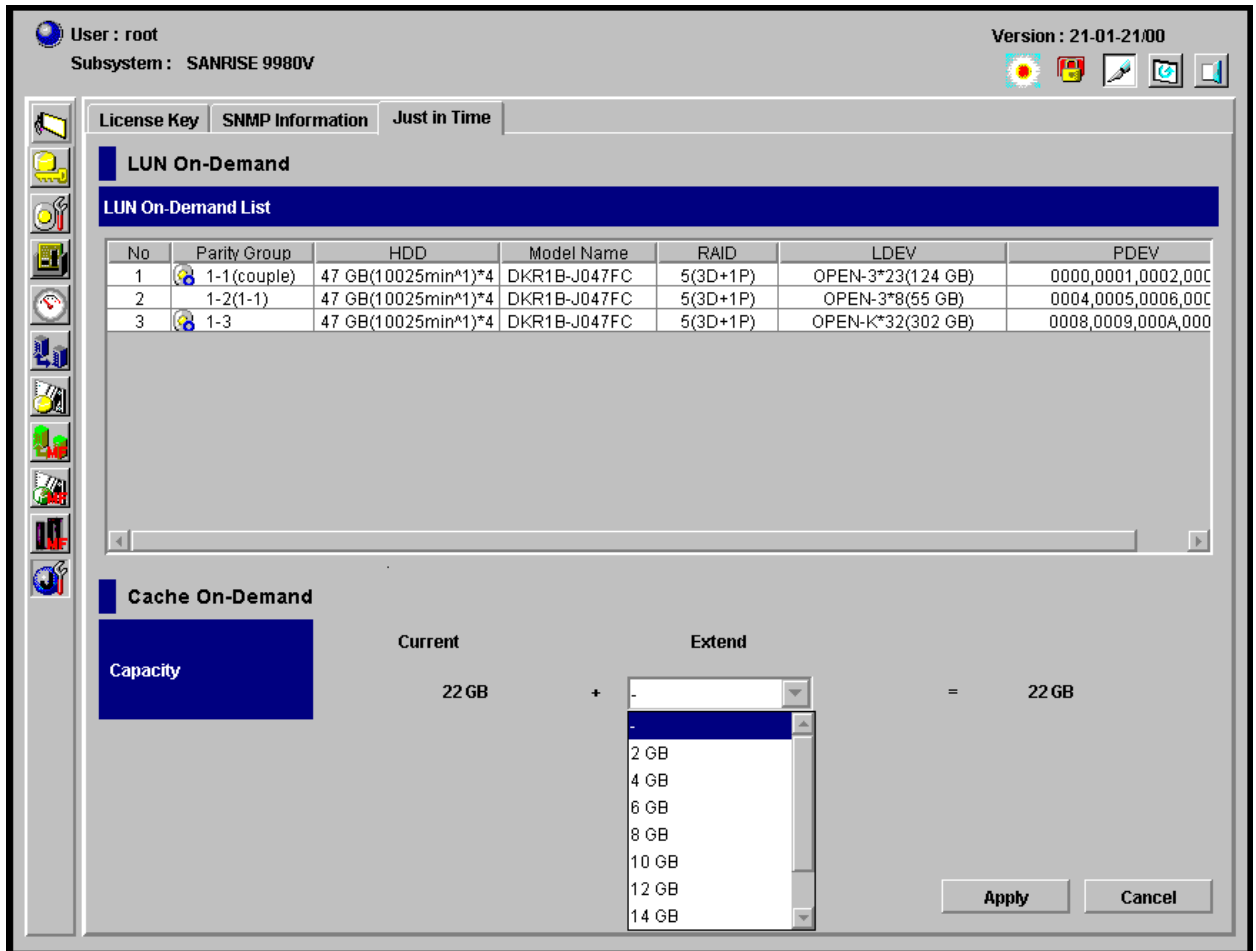 User : root
Version : 21-01-21/00
Subsystem : SANRISE 9980V
License Key SNMP Information Just in Time
LUN On-Demand
LUN On-Demand List
No Parity Group HDD Model Name RAID LDEV PDEV
1 1-1(couple) 47 GB(10025min^1)*4 DKR1B-J047FC 5(3D+1P) OPEN-3*23(124 GB) 0000,0001,0002,000
2 1-2(1-1) 47 GB(10025min^1)*4 DKR1B-J047FC 5(3D+1P) OPEN-3*8(55 GB) 0004,0005,0006,000
3 1-3 47 GB(10025min^1)*4 DKR1B-J047FC 5(3D+1P) OPEN-K*32(302 GB) 0008,0009,000A,000
MF
MF
MF
Cache On-Demand
Current Extend
Capacity
22 GB + - = 22 GB
-
2 GB
4 GB
6 GB
8 GB
10 GB
12 GB
14 GB
Apply Cancel